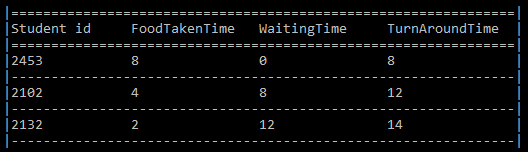 Student id FoodTakenTime WaitingTime TurnAroundTime
2453 8 0 8
2102 4 8 12
2132 2 12 14